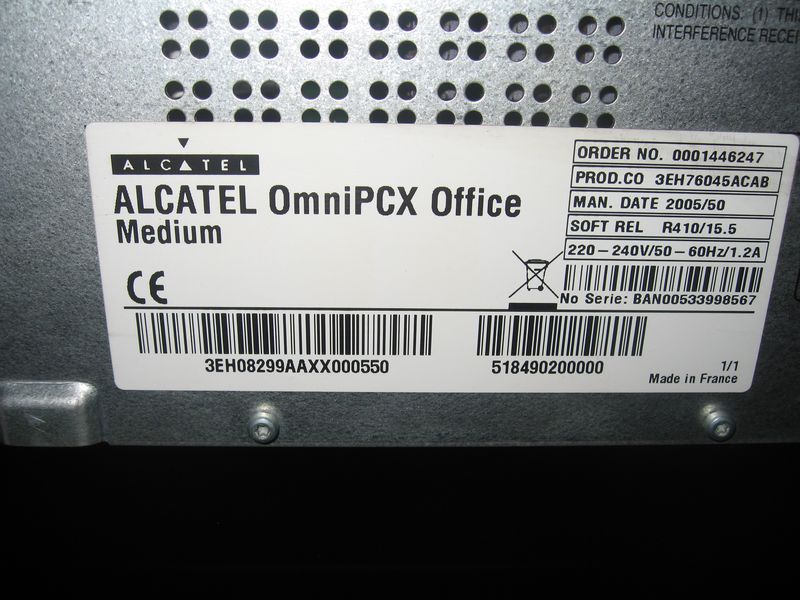 CONDITIONS. (1) THI
INTERFERENCE RECEI
ALCATEL
ALCATEL OmniPCX Office
Medium
ORDER NO. 0001446247
PROD.CO 3EH76045ACAB
MAN. DATE 2005/50
SOFT REL R410/15.5
220-240V/50-60Hz/1.2A
CE
No Serie: BAN00533998567
3EH08299AAXX000550
518490200000
1/1
Made in France